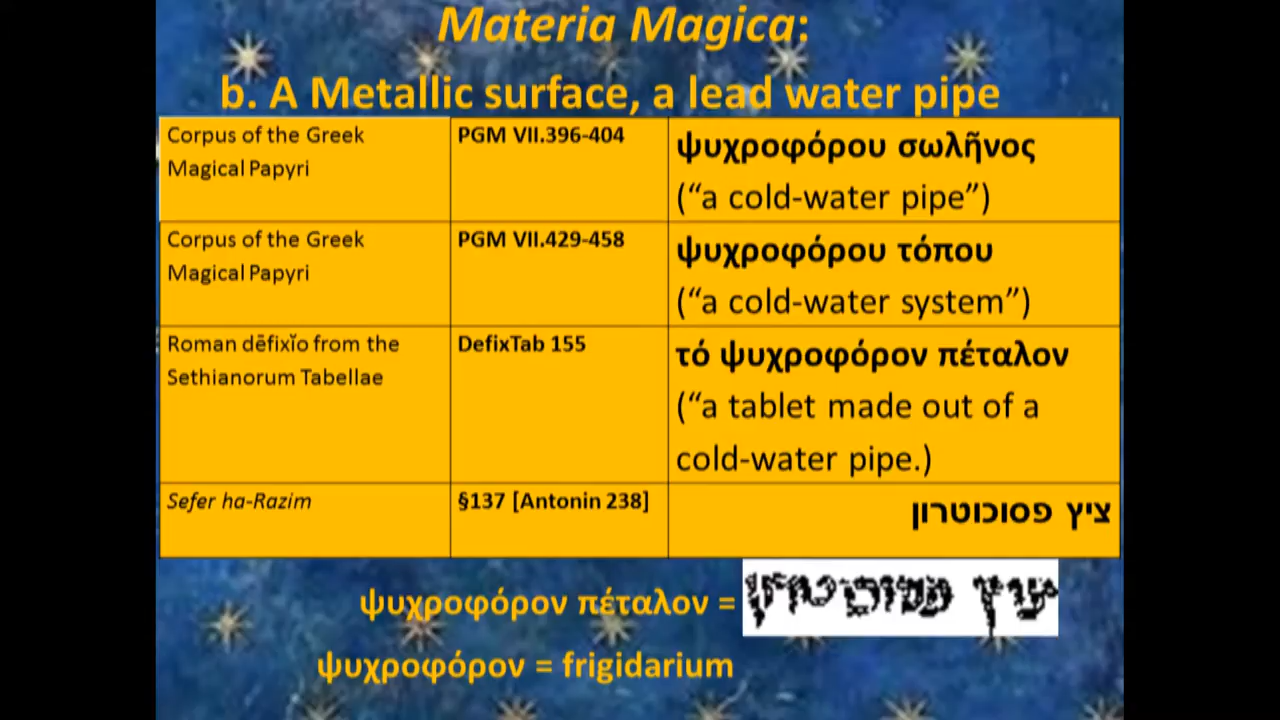 Materia Magica:
b. A Metallic surface, a lead water pipe
Corpus of the Greek
Magical Papyri
PGM VII.396-404
ψυχροφόρου σωλῆνος
(“a cold-water pipe”)
Corpus of the Greek
Magical Papyri
PGM VII.429-458
ψυχροφόρου τόπου
(“a cold-water system”)
Roman dēfixĭo from the
Sethianorum Tabellae
DefixTab 155
τό ψυχροφόρον πέταλον
(“a tablet made out of a
cold-water pipe.)
Sefer ha-Razim
§137 [Antonin 238]
ציץ פסוכוטרון
ψυχροφόρον πέταλον =
ψυχροφόρον = frigidarium